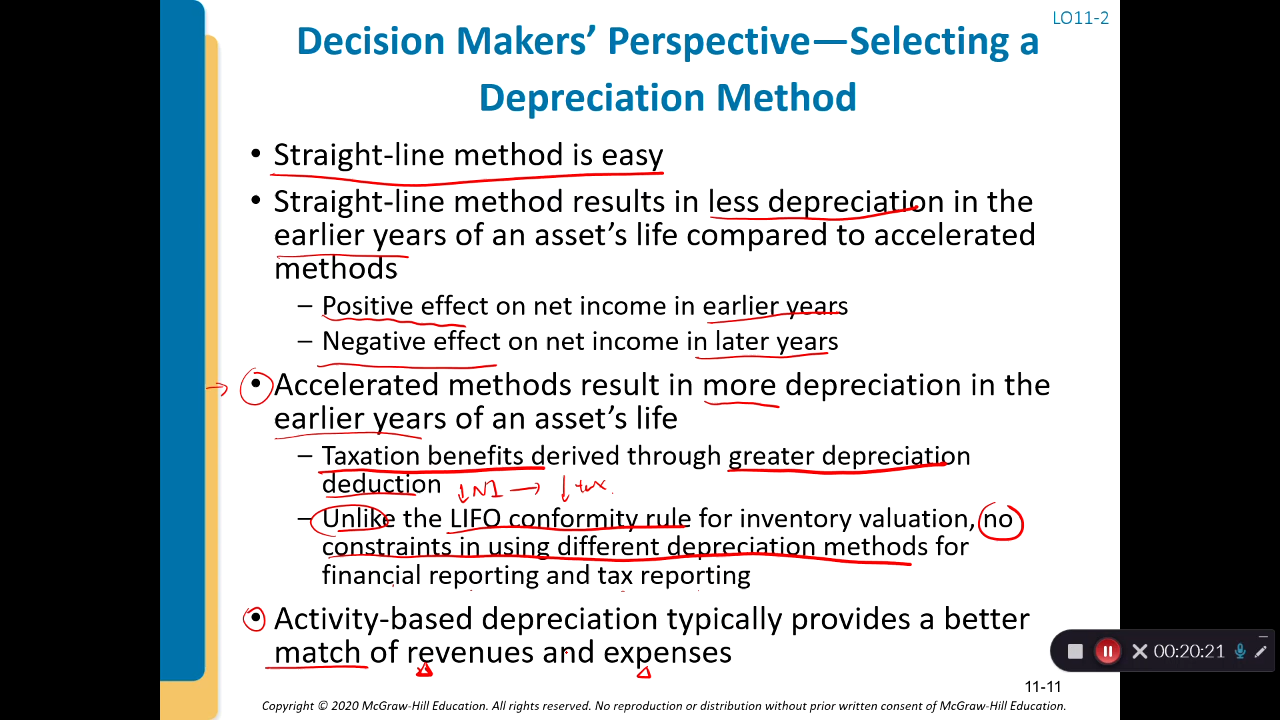 LO11-2
Decision Makers’ Perspective—Selecting a
Depreciation Method
• Straight-line method is easy
• Straight-line method results in less depreciation in the
earlier years of an asset’s life compared to accelerated
methods
– Positive effect on net income in earlier years
– Negative effect on net income in later years
• Accelerated methods result in more depreciation in the
earlier years of an asset’s life
– Taxation benefits derived through greater depreciation
deduction ↓NI → ↓tax
– Unlike the LIFO conformity rule for inventory valuation, no
constraints in using different depreciation methods for
financial reporting and tax reporting
• Activity-based depreciation typically provides a better
match of revenues and expenses
00:20:21
11-11
Copyright © 2020 McGraw-Hill Education. All rights reserved. No reproduction or distribution without prior written consent of McGraw-Hill Education.